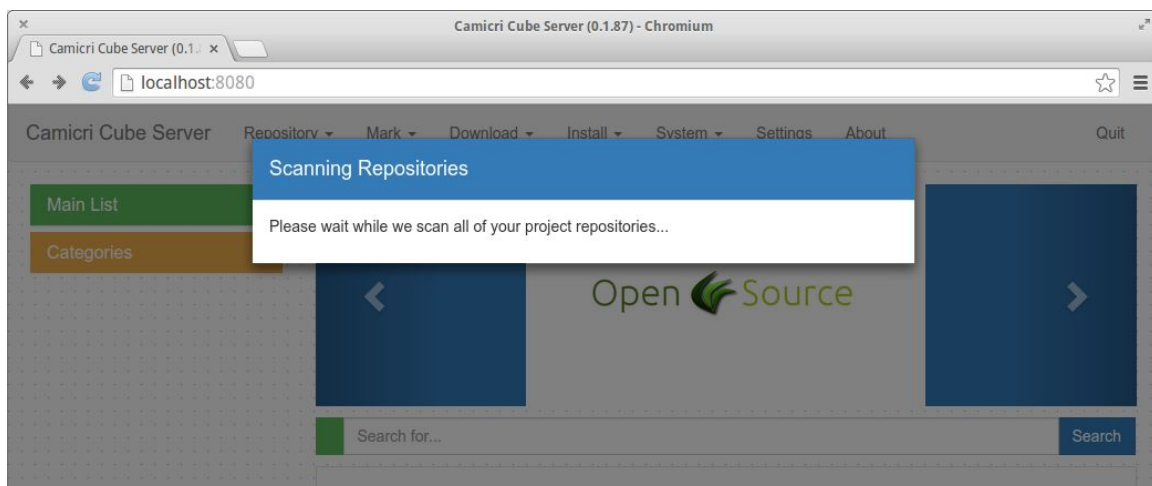 Camicri Cube Server (0.1.87) - Chromium
Camicri Cube Server (0.1.
localhost:8080
Camicri Cube Server Repository Mark Download Install System Settings About Quit
Scanning Repositories
Please wait while we scan all of your project repositories...
Main List
Categories
Open Source
Search for... Search